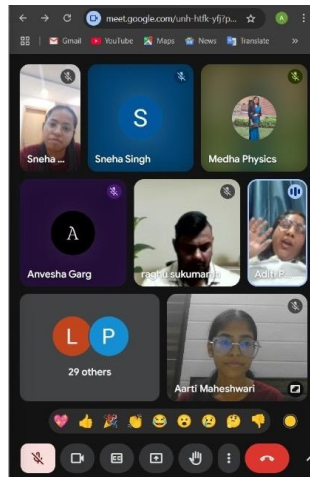 meet.google.com/unh-htfk-yfj?p...
A
Gmail YouTube Maps News Translate
Sneha ...
S
Sneha Singh
Medha Physics
A
Anvesha Garg
raghu sukumaran
Aditi P...
L P
29 others
Aarti Maheshwari
CC